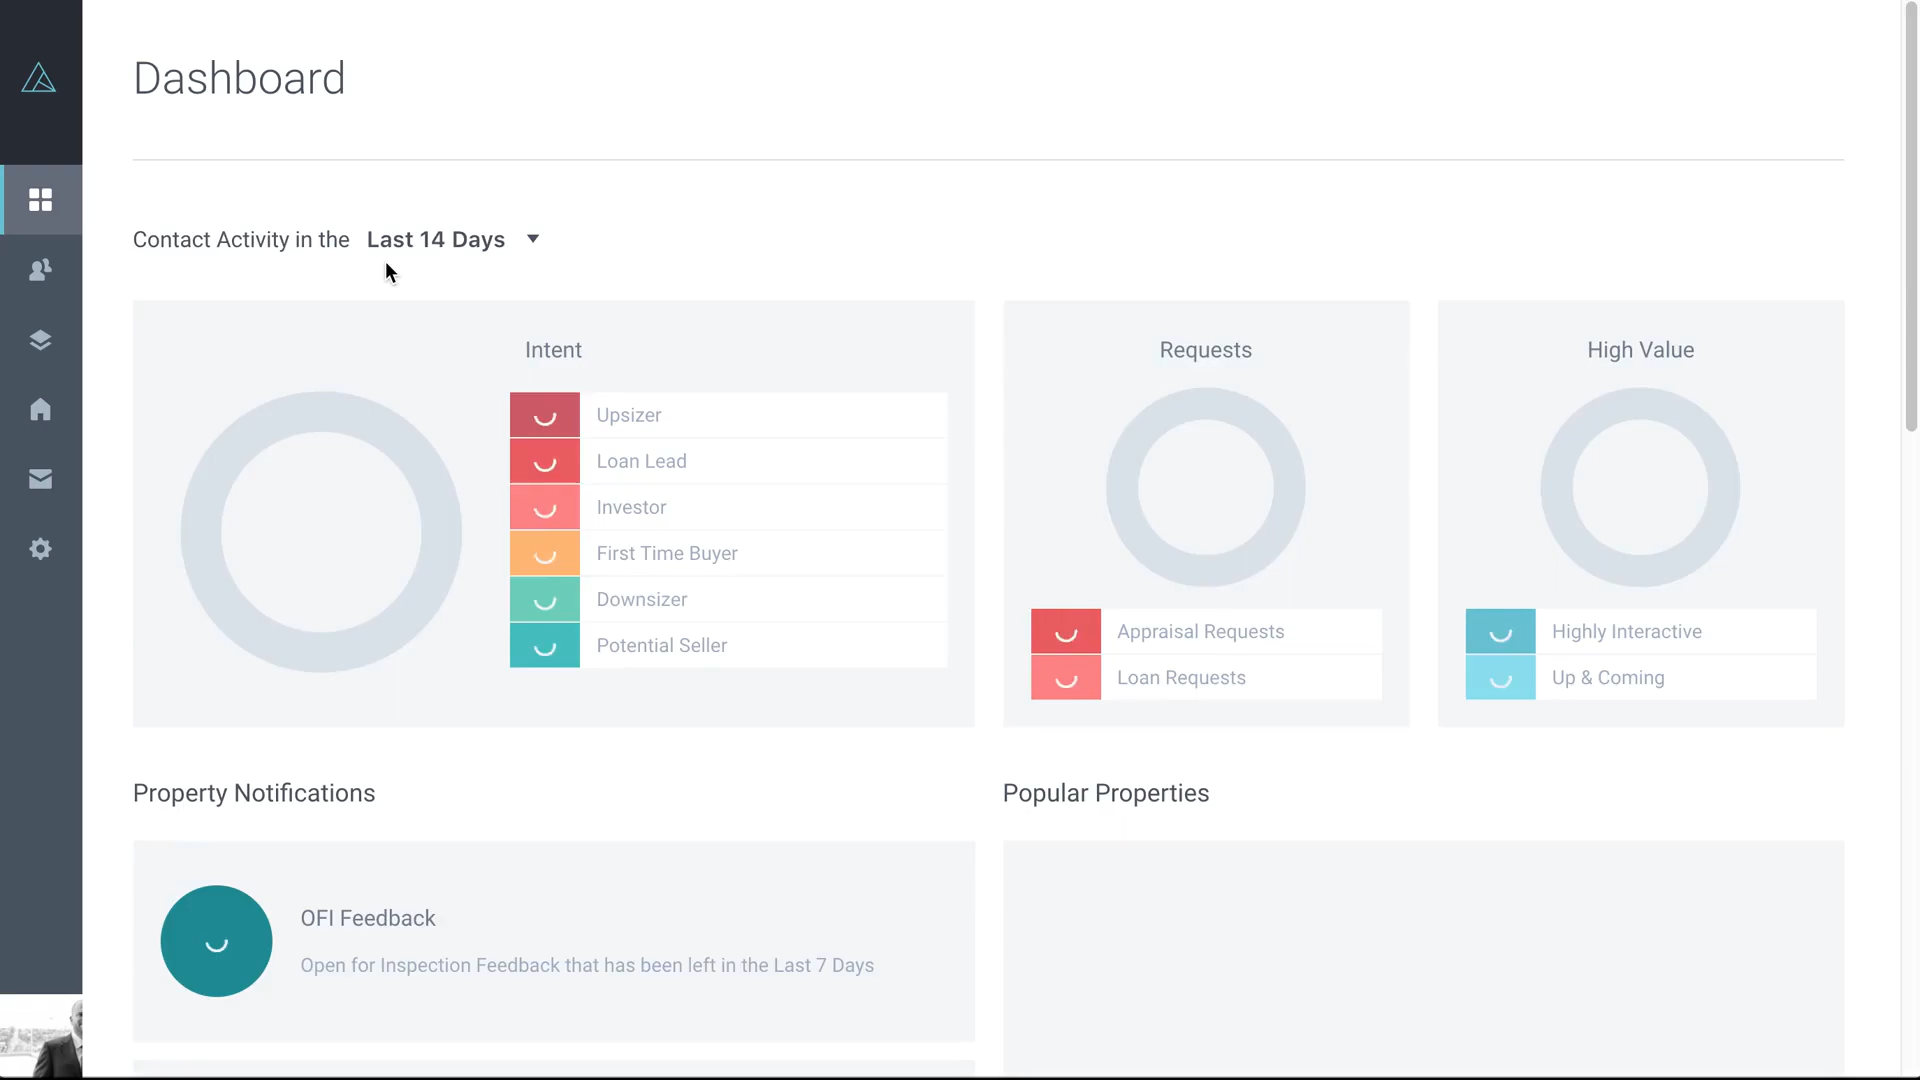 Dashboard
Contact Activity in the Last 14 Days
Intent
Upsizer
Loan Lead
Investor
First Time Buyer
Downsizer
Potential Seller
Requests
Appraisal Requests
Loan Requests
High Value
Highly Interactive
Up & Coming
Property Notifications
OFI Feedback
Open for Inspection Feedback that has been left in the Last 7 Days
Popular Properties